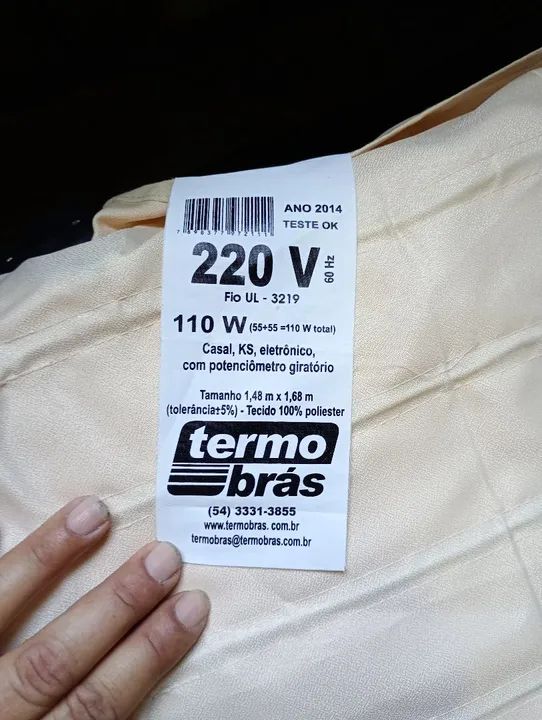 ANO 2014
TESTE OK
220 V 60 Hz
Fio UL - 3219
110 W (55+55 =110 W total)
Casal, KS, eletrônico,
com potenciômetro giratório
Tamanho 1,48 m x 1,68 m
(tolerância±5%) - Tecido 100% poliester
termo
brás
(54) 3331-3855
www.termobras.com.br
termobras@termobras.com.br